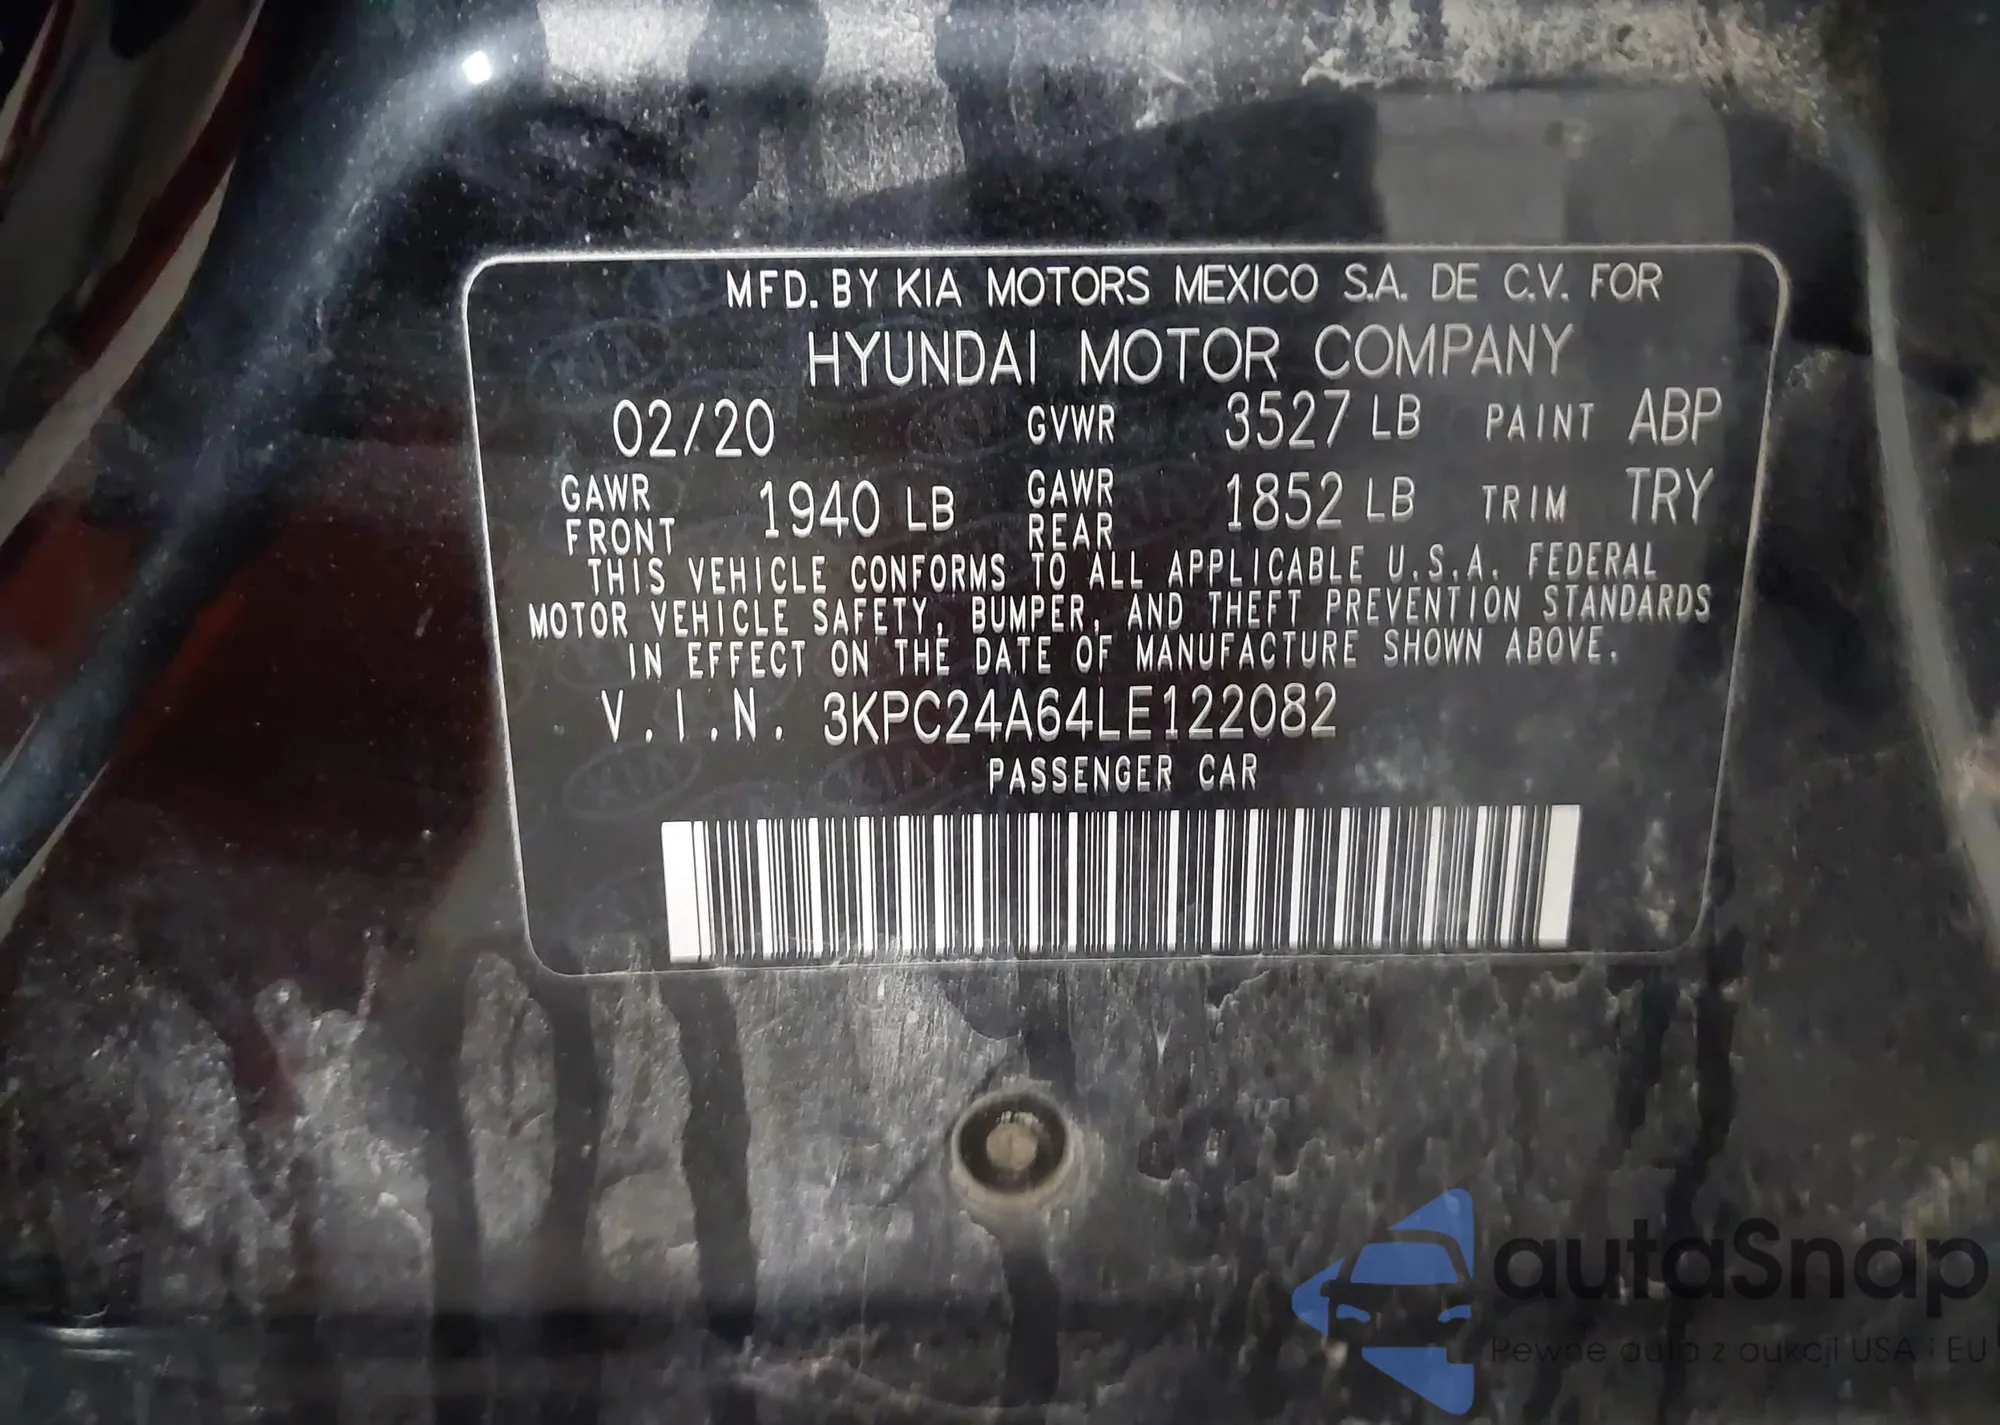 MFD. BY KIA MOTORS MEXICO S.A. DE C.V. FOR
HYUNDAI MOTOR COMPANY
02/20 GVWR 3527 LB PAINT ABP
GAWR FRONT 1940 LB GAWR REAR 1852 LB TRIM TRY
THIS VEHICLE CONFORMS TO ALL APPLICABLE U.S.A. FEDERAL
MOTOR VEHICLE SAFETY, BUMPER, AND THEFT PREVENTION STANDARDS
IN EFFECT ON THE DATE OF MANUFACTURE SHOWN ABOVE.
V.I.N. 3KPC24A64LE122082
PASSENGER CAR
autaSnap
Pewne auta z aukcji USA i EU